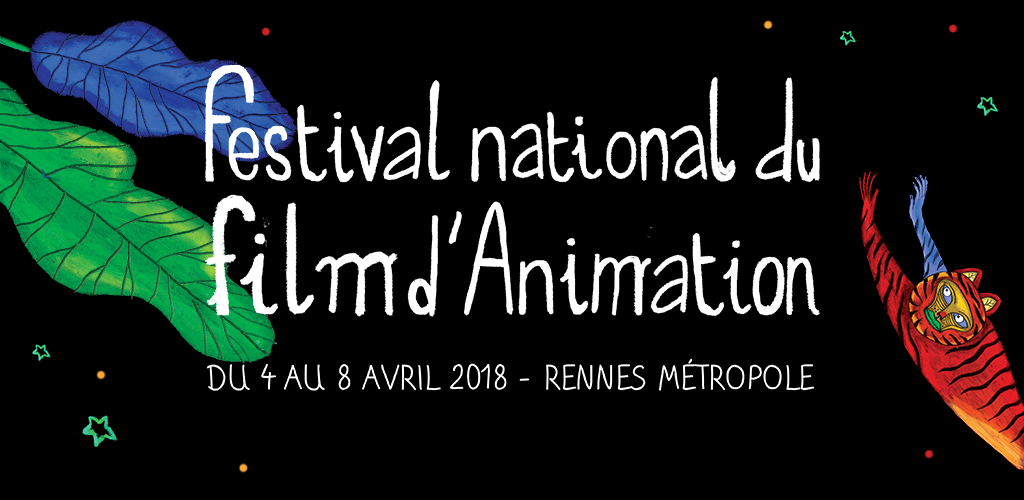 Festival national du
film d'Animation
DU 4 AU 8 AVRIL 2018 - RENNES MÉTROPOLE